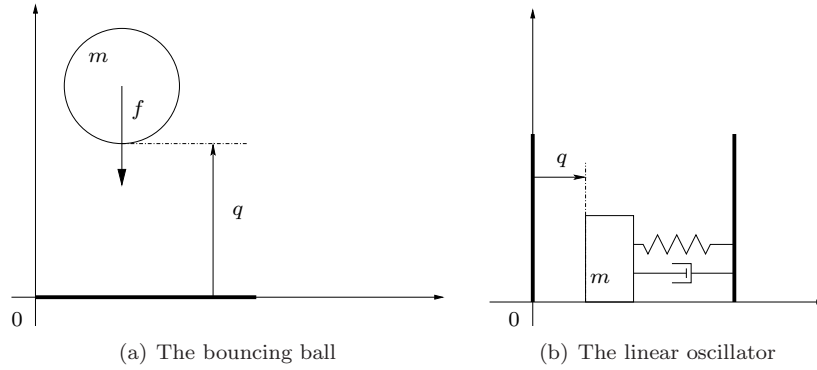 m
f
q
0
(a) The bouncing ball
q
m
0
(b) The linear oscillator